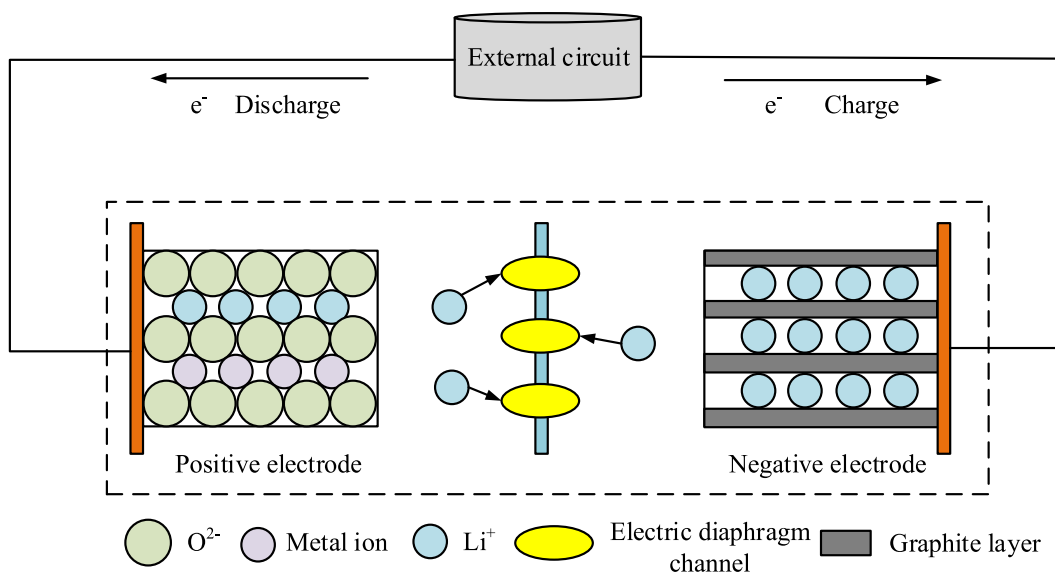 External circuit
e- Discharge
e- Charge
Positive electrode
Negative electrode
O2-
Metal ion
Li+
Electric diaphragm
channel
Graphite layer